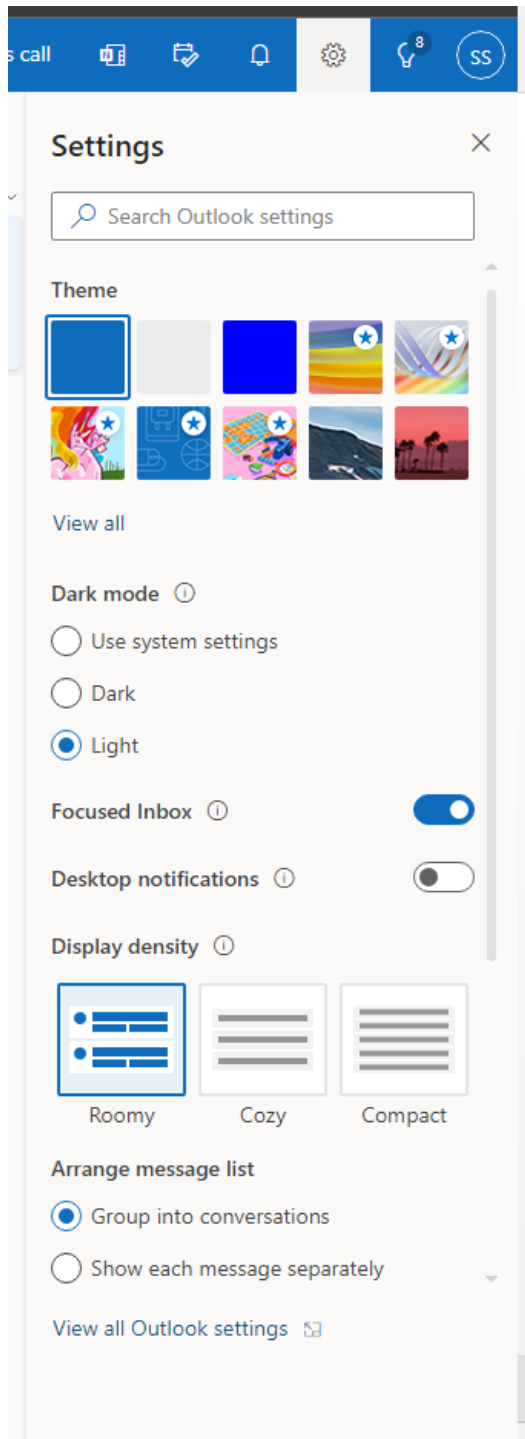 s call
8
SS
Settings
Search Outlook settings
Theme
View all
Dark mode
Use system settings
Dark
Light
Focused Inbox
Desktop notifications
Display density
Roomy Cozy Compact
Arrange message list
Group into conversations
Show each message separately
View all Outlook settings